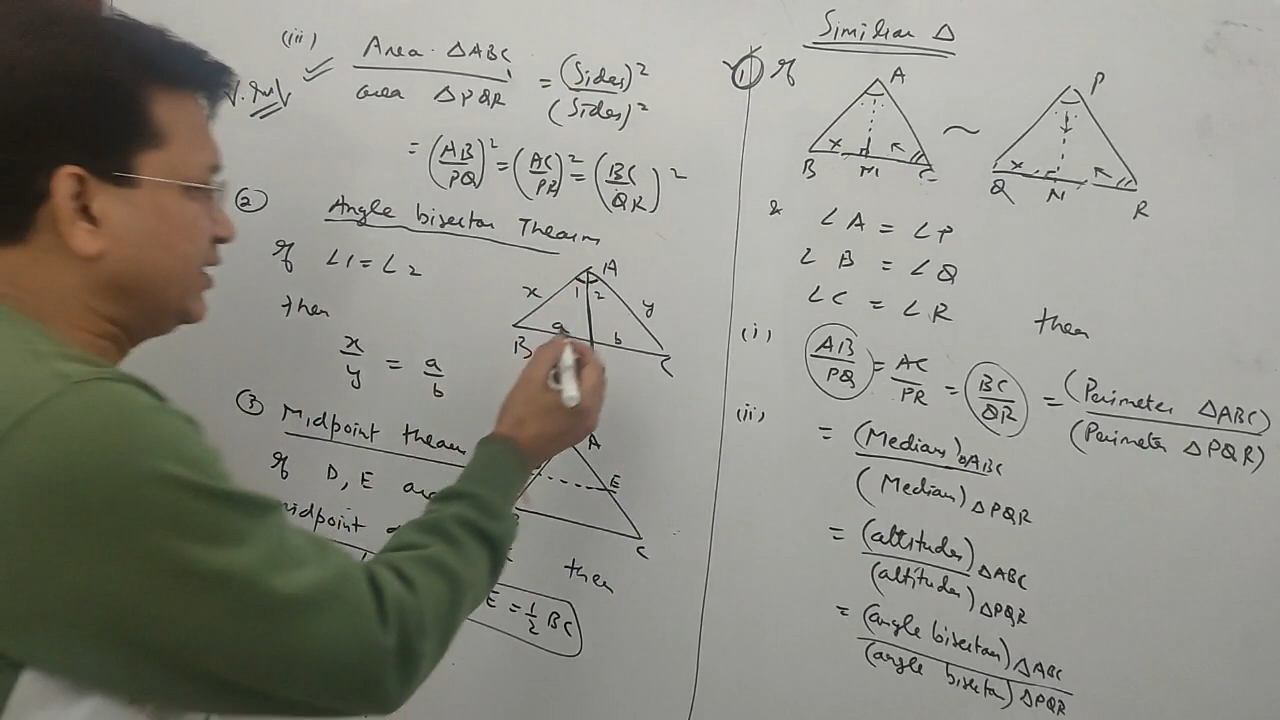 Similar Δ
① If
A
P
B
M
C
~
Q
N
R
& ∠A = ∠P
∠B = ∠Q
∠C = ∠R then
(i) AB/PQ = AC/PR = BC/QR = (Perimeter ΔABC)/(Perimeter ΔPQR)
(ii) = (Median)ΔABC/(Median)ΔPQR
= (altitudes)ΔABC/(altitudes)ΔPQR
= (angle bisector)ΔABC/(angle bisector)ΔPQR
(iii) Area ΔABC/area ΔPQR = (Sides)²/(Sides)²
= (AB/PQ)² = (AC/PR)² = (BC/QR)²
② Angle bisector Theorem
If ∠1 = ∠2
then
x/y = a/b
A
1 2
x y
a b
B
C
③ Midpoint theorem
If D, E are
midpoint
then
E = ½ BC
A
E
C